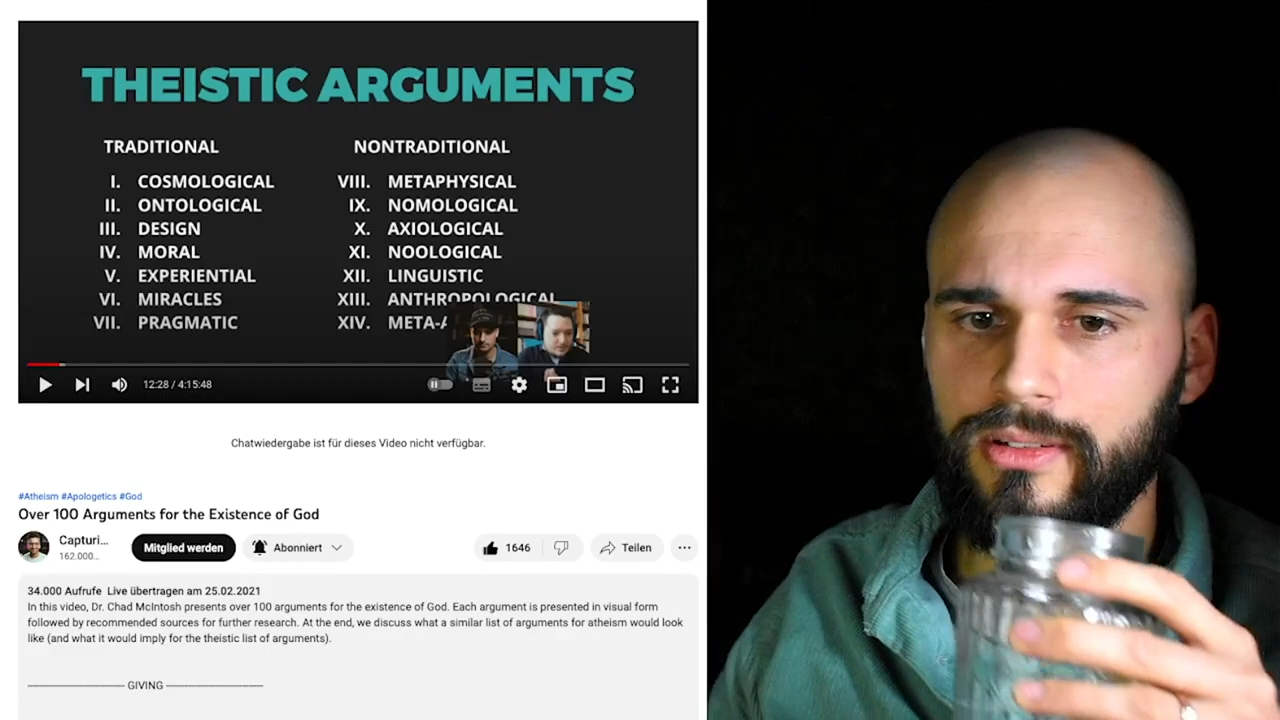 THEISTIC ARGUMENTS
TRADITIONAL
I. COSMOLOGICAL
II. ONTOLOGICAL
III. DESIGN
IV. MORAL
V. EXPERIENTIAL
VI. MIRACLES
VII. PRAGMATIC
NONTRADITIONAL
VIII. METAPHYSICAL
IX. NOMOLOGICAL
X. AXIOLOGICAL
XI. NOOLOGICAL
XII. LINGUISTIC
XIII. ANTHROPOLOGICAL
XIV. META-A
12:28 / 4:15:48
Chatwiedergabe ist für dieses Video nicht verfügbar.
#Atheism #Apologetics #God
Over 100 Arguments for the Existence of God
Capturi...
162.000...
Mitglied werden
Abonniert
1646
Teilen
34.000 Aufrufe Live übertragen am 25.02.2021
In this video, Dr. Chad McIntosh presents over 100 arguments for the existence of God. Each argument is presented in visual form
followed by recommended sources for further research. At the end, we discuss what a similar list of arguments for atheism would look
like (and what it would imply for the theistic list of arguments).
GIVING